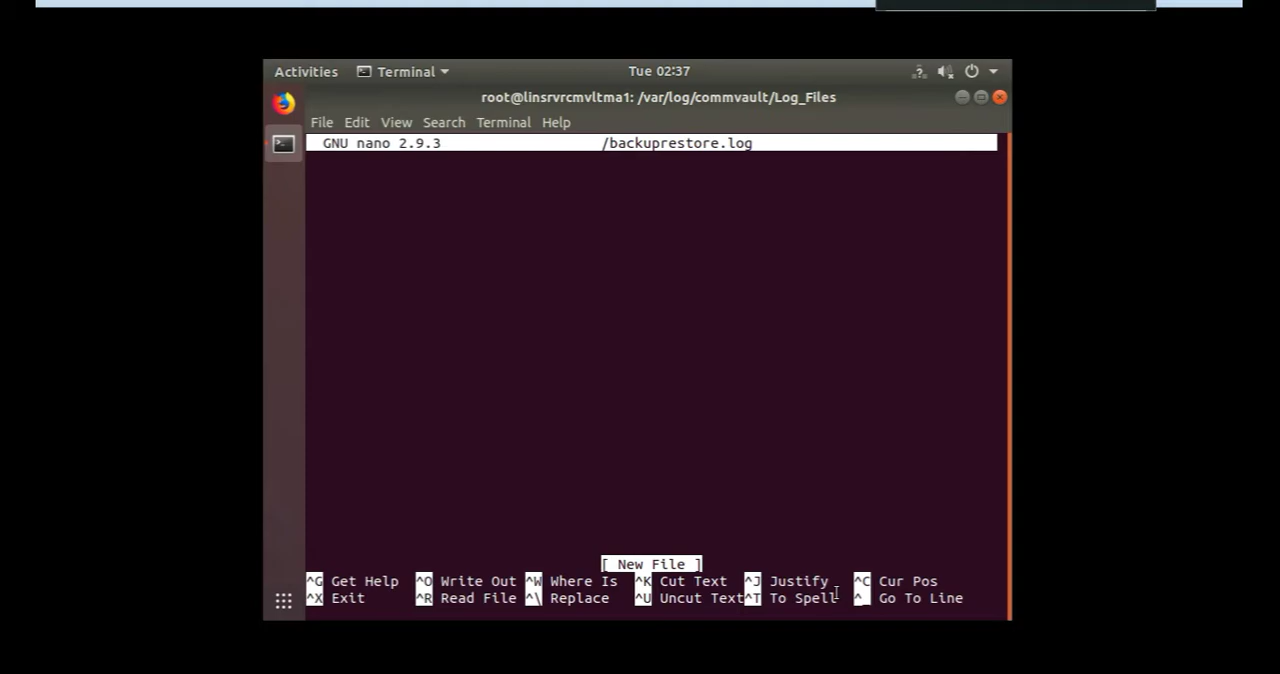 Activities Terminal Tue 02:37
root@linsrvrcmvltma1: /var/log/commvault/Log_Files
File Edit View Search Terminal Help
GNU nano 2.9.3 /backuprestore.log
[ New File ]
^G Get Help ^O Write Out ^W Where Is ^K Cut Text ^J Justify ^C Cur Pos
^X Exit ^R Read File ^\ Replace ^U Uncut Text ^T To Spell ^_ Go To Line